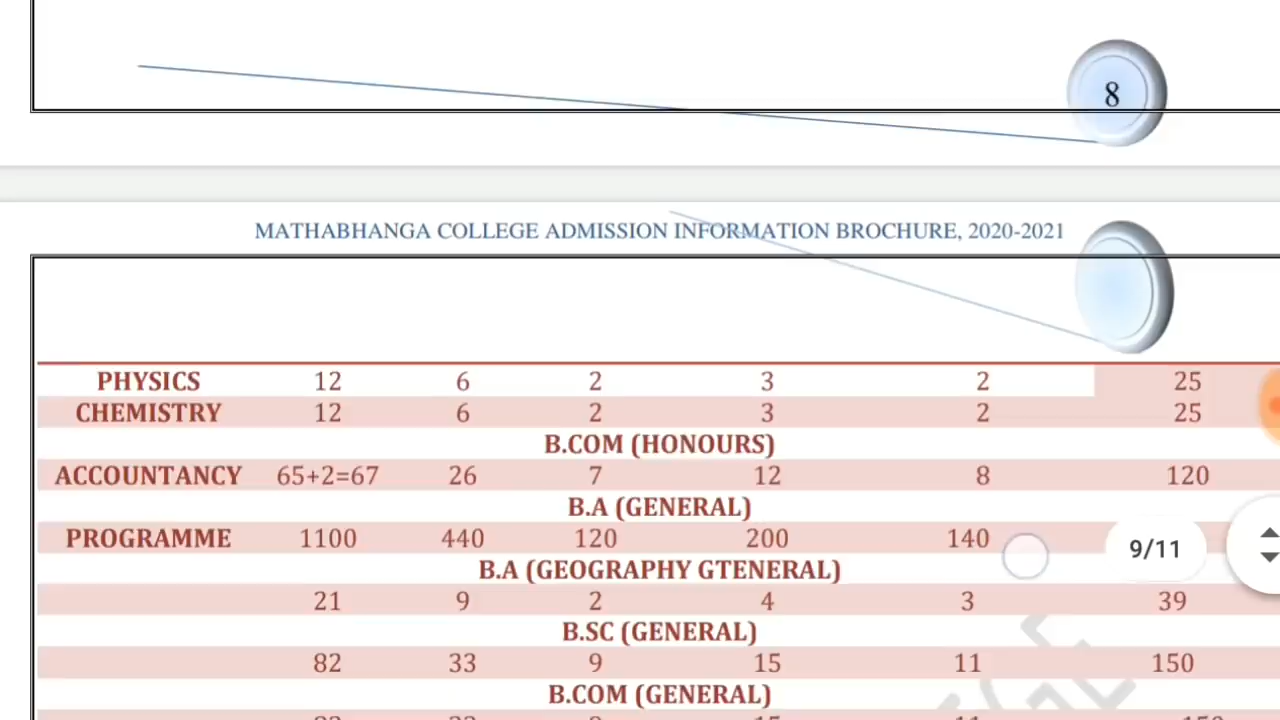 8
MATHABHANGA COLLEGE ADMISSION INFORMATION BROCHURE, 2020-2021
PHYSICS 12 6 2 3 2 25
CHEMISTRY 12 6 2 3 2 25
B.COM (HONOURS)
ACCOUNTANCY 65+2=67 26 7 12 8 120
B.A (GENERAL)
PROGRAMME 1100 440 120 200 140
9/11
B.A (GEOGRAPHY GTENERAL)
21 9 2 4 3 39
B.SC (GENERAL)
82 33 9 15 11 150
B.COM (GENERAL)